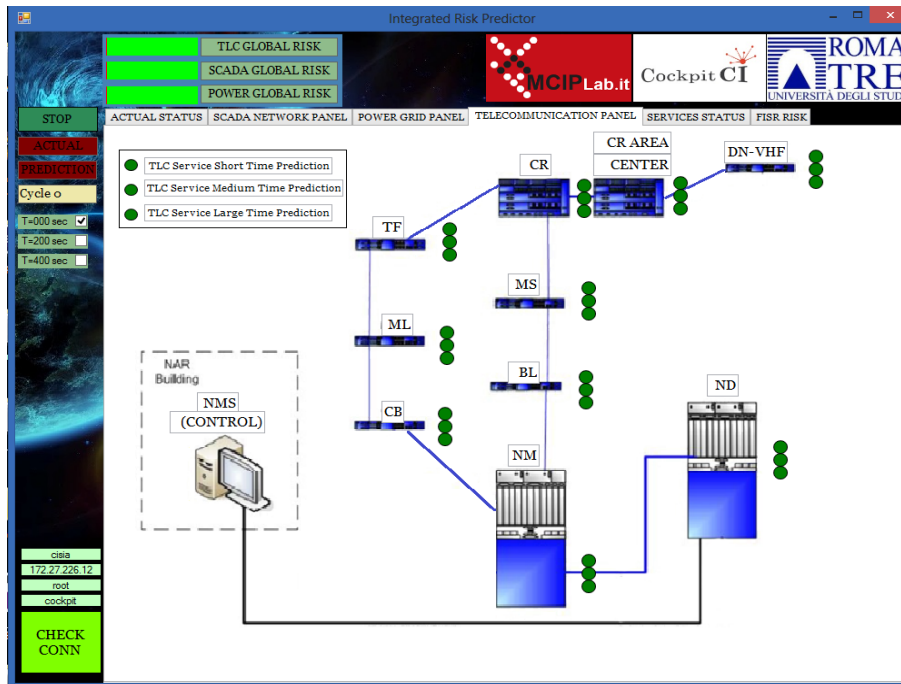 Integrated Risk Predictor
TLC GLOBAL RISK
SCADA GLOBAL RISK
POWER GLOBAL RISK
MCIPLab.it
Cockpit CI
ROMA
TRE
UNIVERSITÀ DEGLI STUD
STOP
ACTUAL
PREDICTION
Cycle 0
T=000 sec
T=200 sec
T=400 sec
ACTUAL STATUS
SCADA NETWORK PANEL
POWER GRID PANEL
TELECOMMUNICATION PANEL
SERVICES STATUS
FISR RISK
TLC Service Short Time Prediction
TLC Service Medium Time Prediction
TLC Service Large Time Prediction
CR
CR AREA
CENTER
DN-VHF
TF
MS
ML
BL
ND
CB
NM
NAR
Building
NMS
(CONTROL)
cisia
172.27.226.12
root
cockpit
CHECK
CONN